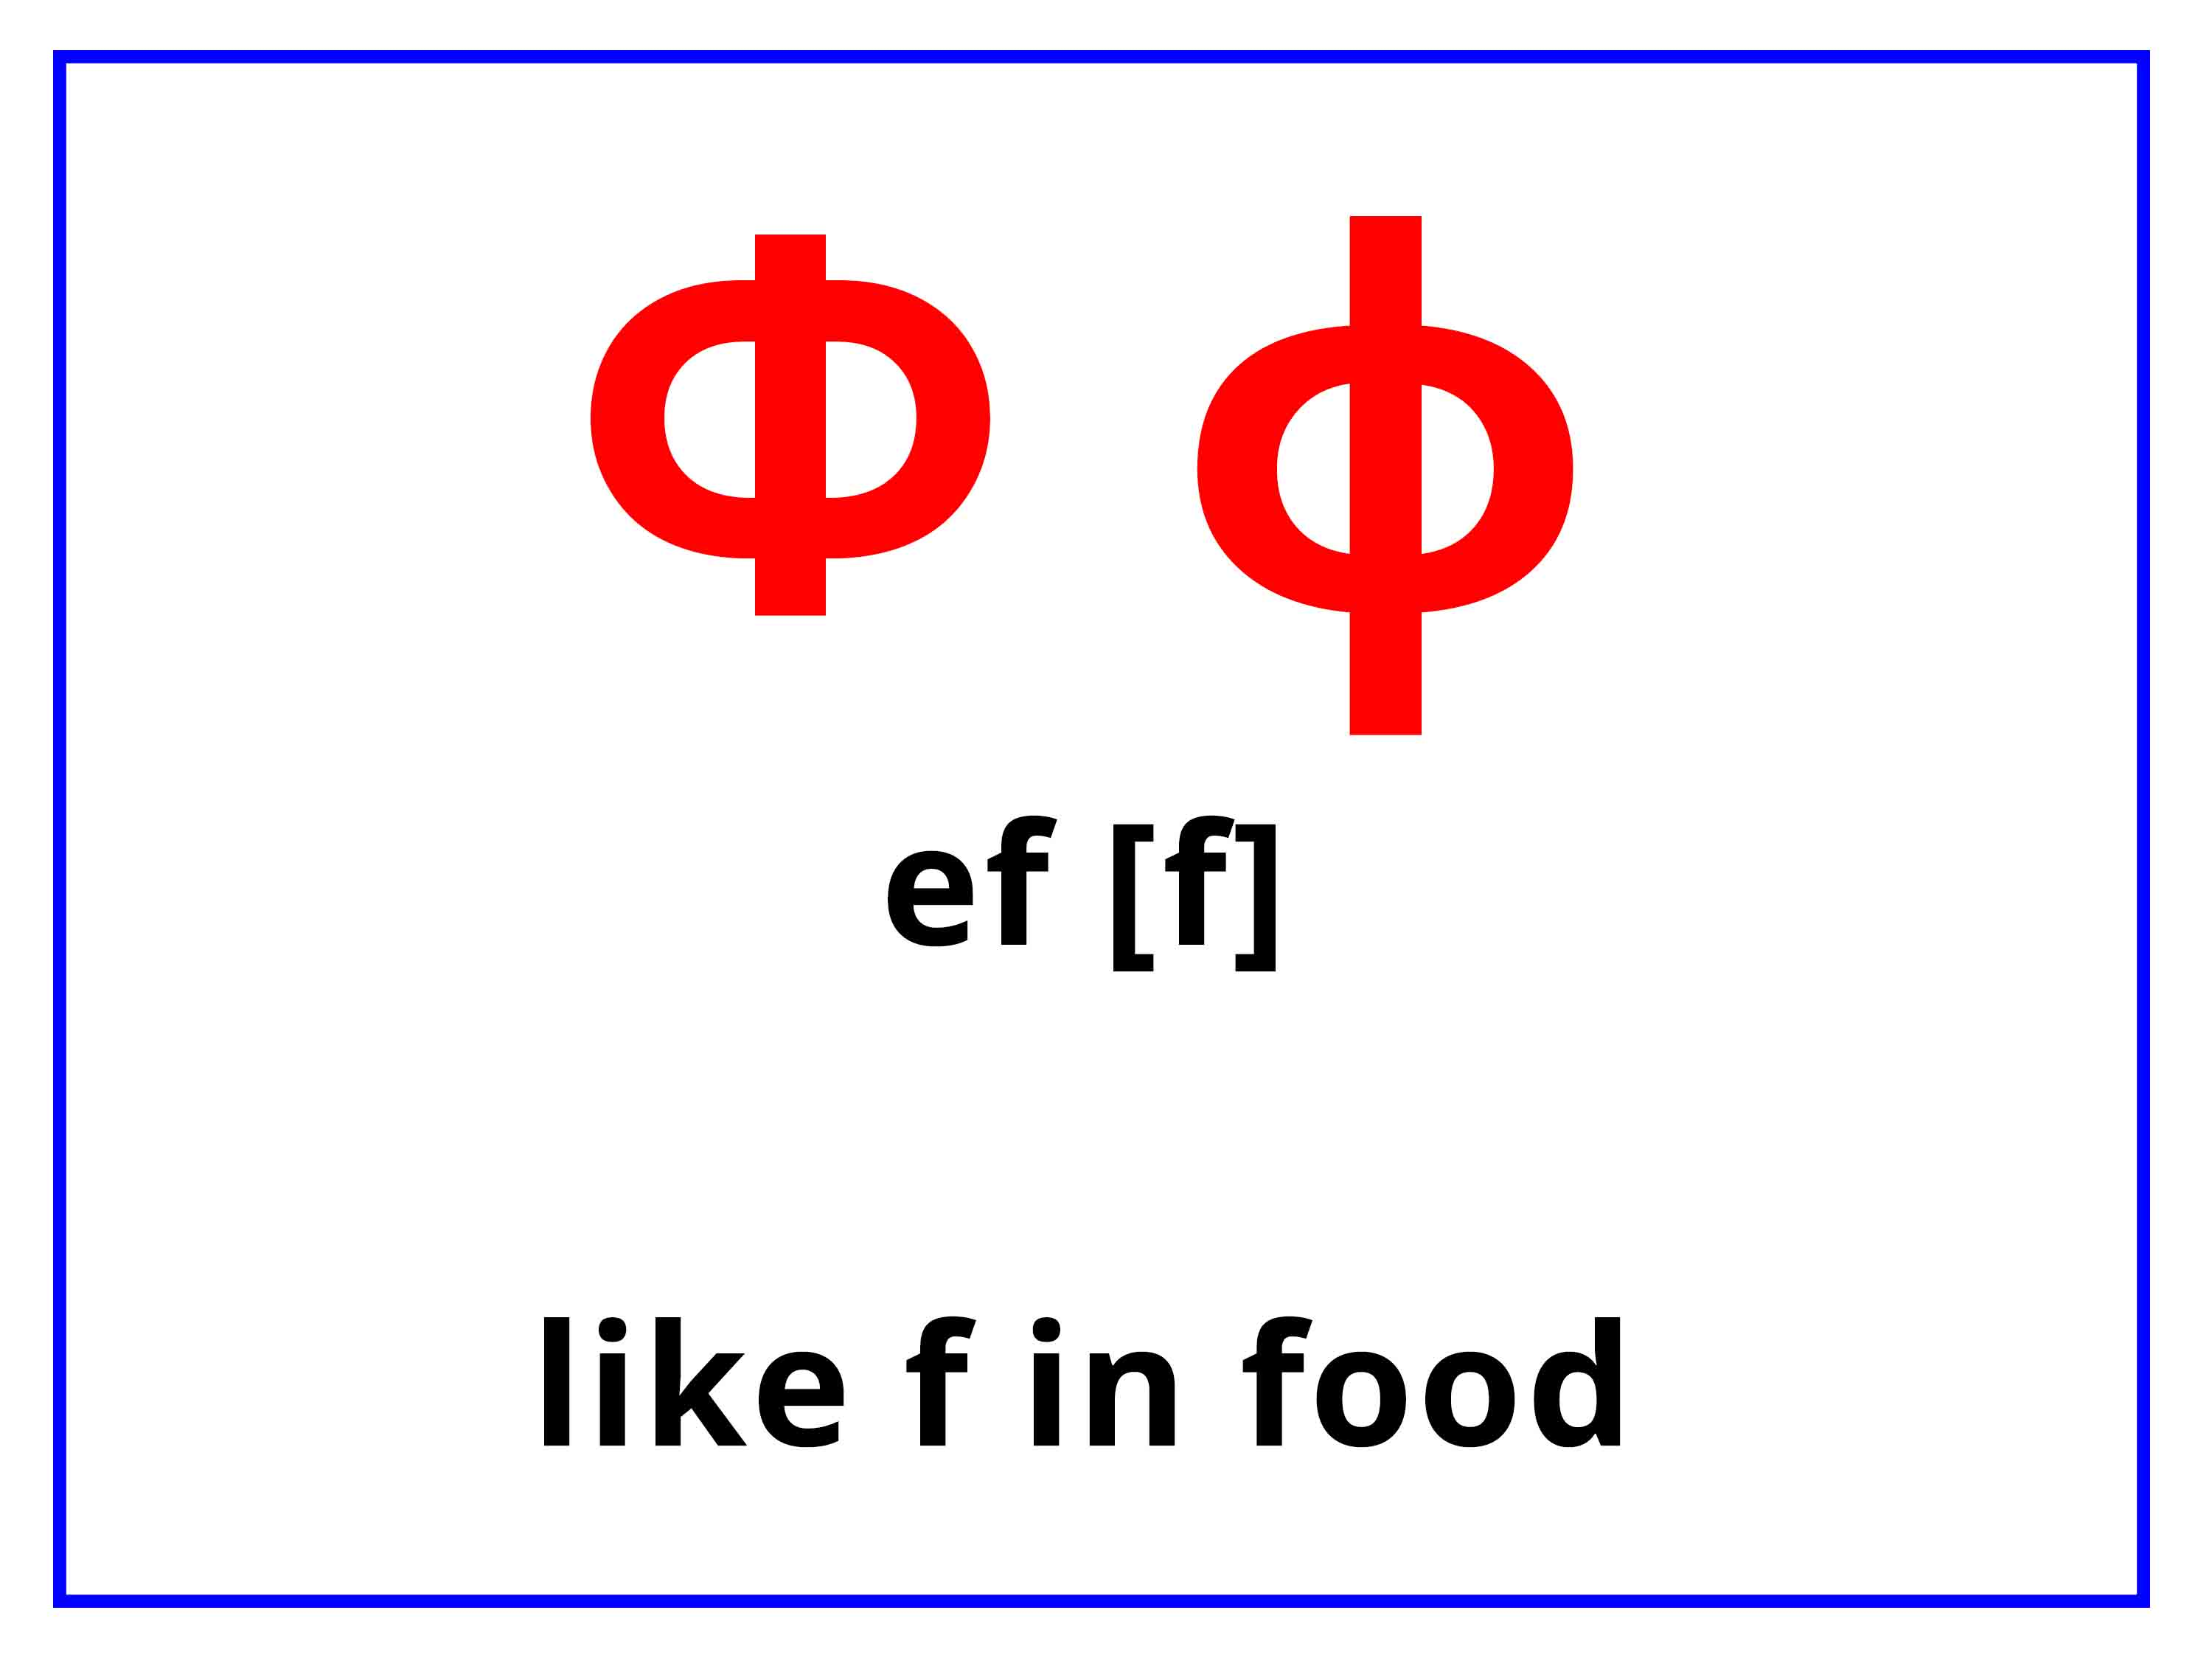 Ф ф
ef [f]
like f in food